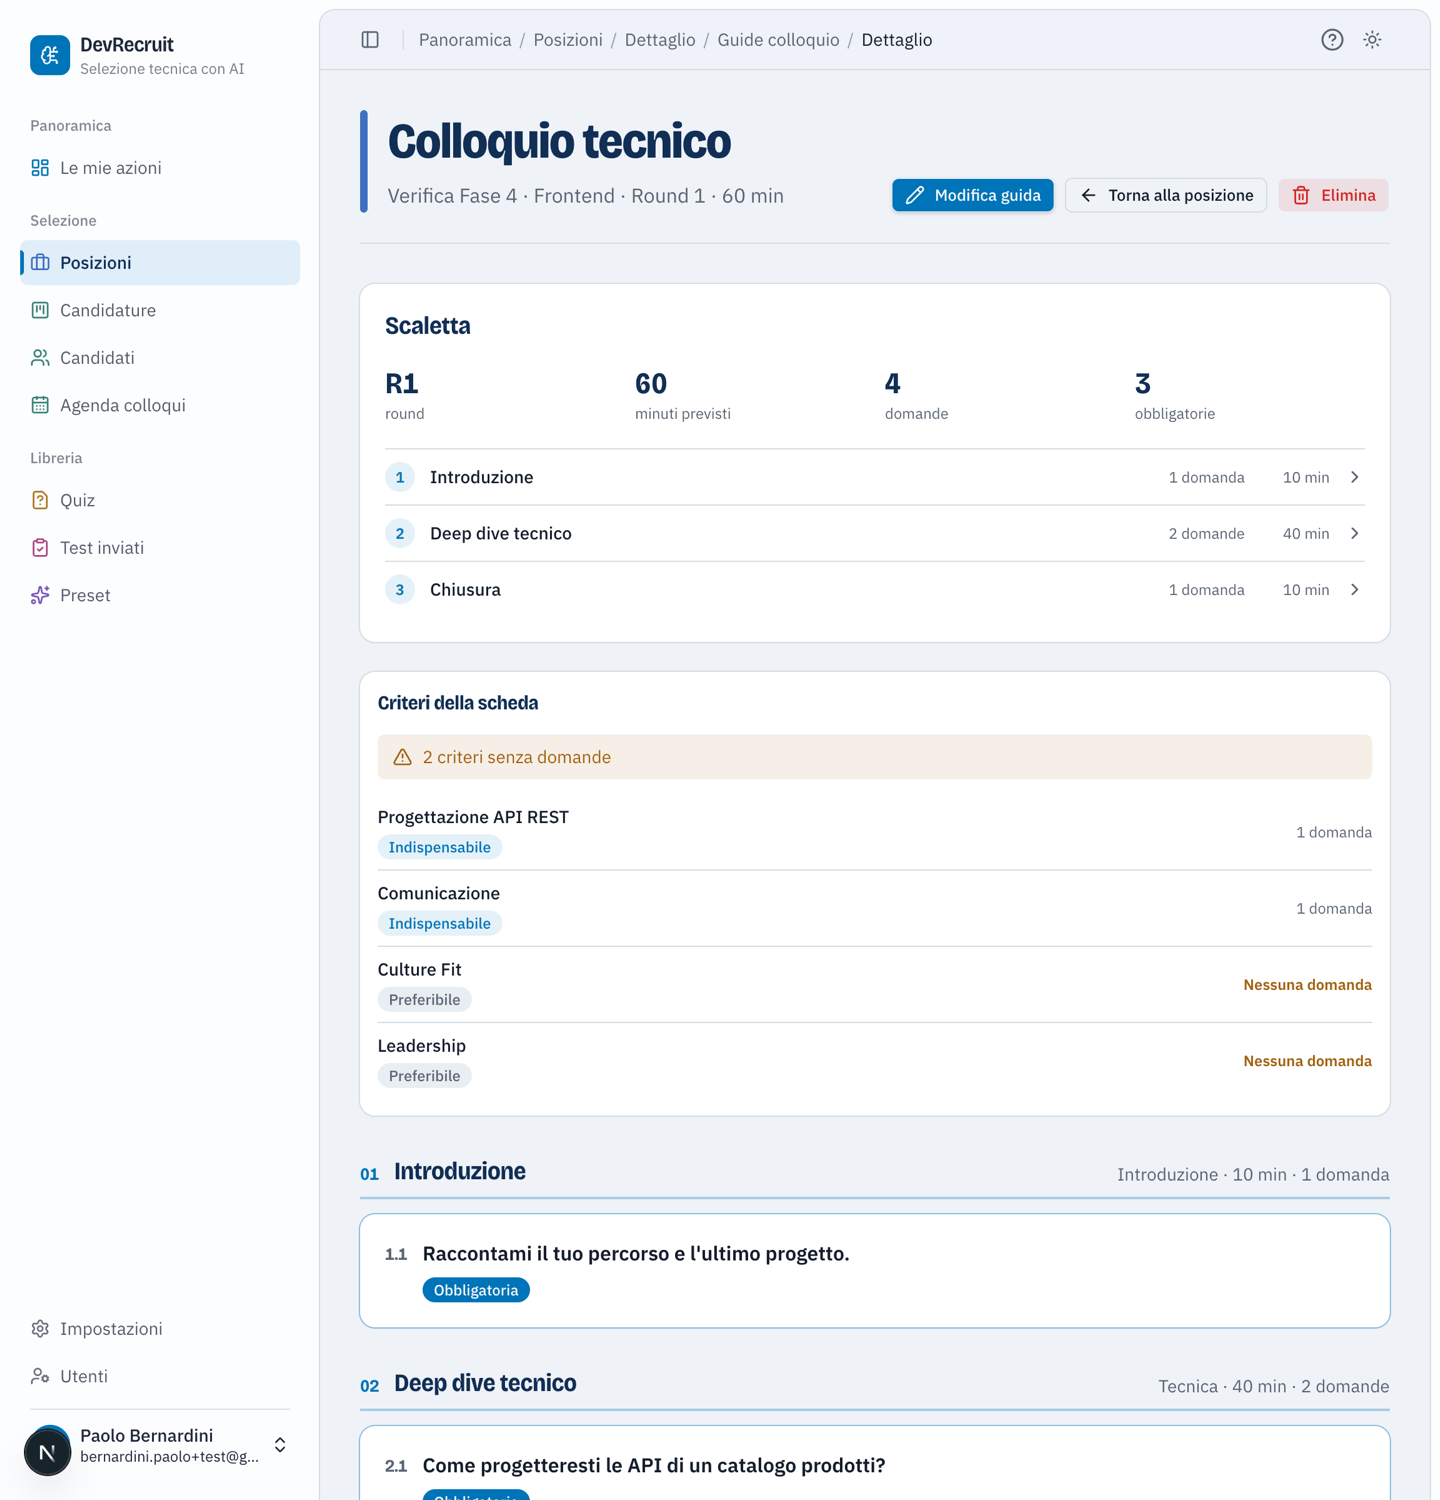 DevRecruit
Selezione tecnica con AI
Panoramica
Le mie azioni
Selezione
Posizioni
Candidature
Candidati
Agenda colloqui
Libreria
Quiz
Test inviati
Preset
Impostazioni
Utenti
N
Paolo Bernardini
bernardini.paolo+test@g...
Panoramica / Posizioni / Dettaglio / Guide colloquio / Dettaglio
Colloquio tecnico
Verifica Fase 4 · Frontend · Round 1 · 60 min
Modifica guida
Torna alla posizione
Elimina
Scaletta
R1
round
60
minuti previsti
4
domande
3
obbligatorie
1 Introduzione 1 domanda 10 min
2 Deep dive tecnico 2 domande 40 min
3 Chiusura 1 domanda 10 min
Criteri della scheda
2 criteri senza domande
Progettazione API REST
Indispensabile
1 domanda
Comunicazione
Indispensabile
1 domanda
Culture Fit
Preferibile
Nessuna domanda
Leadership
Preferibile
Nessuna domanda
01 Introduzione Introduzione · 10 min · 1 domanda
1.1 Raccontami il tuo percorso e l'ultimo progetto.
Obbligatoria
02 Deep dive tecnico Tecnica · 40 min · 2 domande
2.1 Come progetteresti le API di un catalogo prodotti?
Obbligatoria